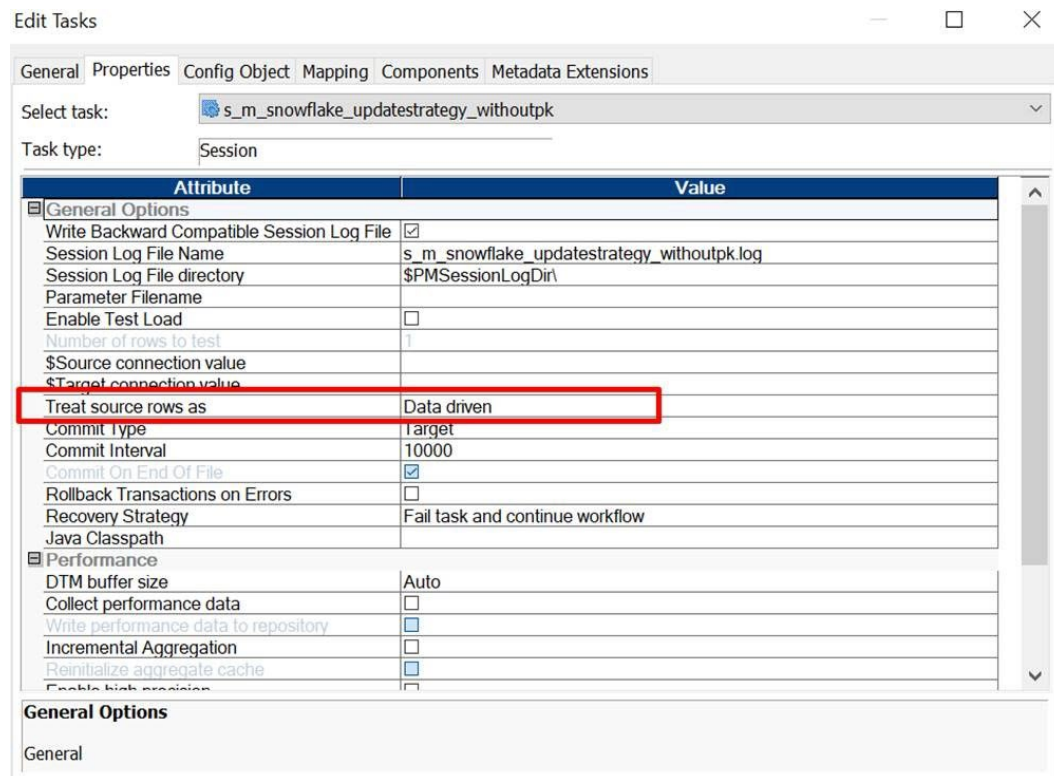 Edit Tasks
General Properties Config Object Mapping Components Metadata Extensions
Select task: s_m_snowflake_updatestrategy_withoutpk
Task type: Session
Attribute Value
General Options
Write Backward Compatible Session Log File
Session Log File Name s_m_snowflake_updatestrategy_withoutpk.log
Session Log File directory $PMSessionLogDir\
Parameter Filename
Enable Test Load
Number of rows to test 1
$Source connection value
$Target connection value
Treat source rows as Data driven
Commit Type Target
Commit Interval 10000
Commit On End Of File
Rollback Transactions on Errors
Recovery Strategy Fail task and continue workflow
Java Classpath
Performance
DTM buffer size Auto
Collect performance data
Write performance data to repository
Incremental Aggregation
Reinitialize aggregate cache
Enable high precision
General Options
General